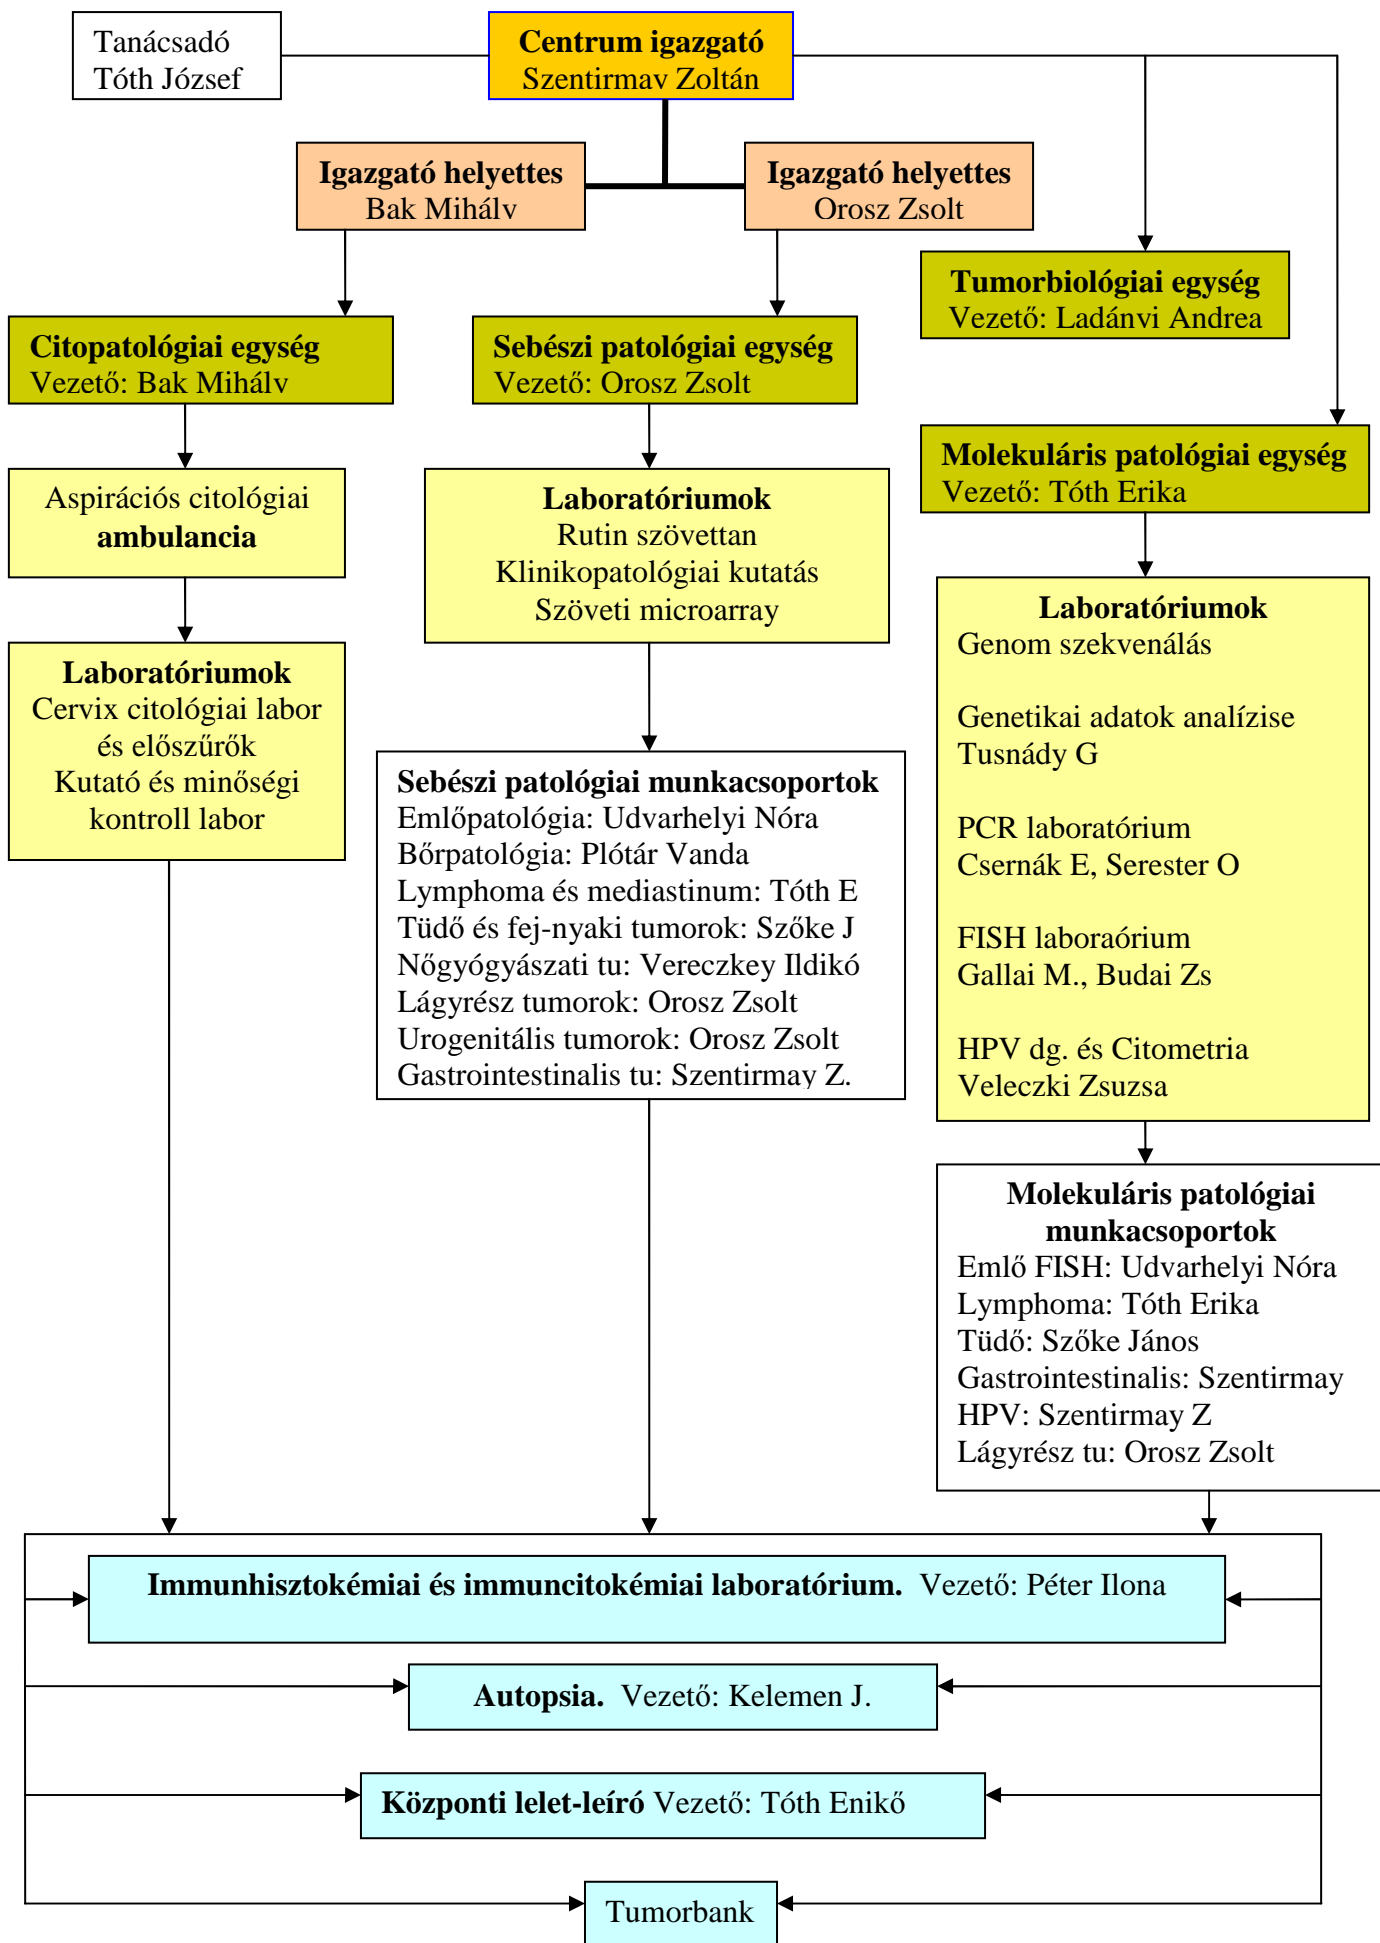 Tanácsadó
Tóth József
Centrum igazgató
Szentirmay Zoltán
Igazgató helyettes
Bak Mihály
Igazgató helyettes
Orosz Zsolt
Tumorbiológiai egység
Vezető: Ladányi Andrea
Citopatológiai egység
Vezető: Bak Mihály
Sebészi patológiai egység
Vezető: Orosz Zsolt
Molekuláris patológiai egység
Vezető: Tóth Erika
Aspirációs citológiai
ambulancia
Laboratóriumok
Rutin szövettan
Klinikopatológiai kutatás
Szöveti microarray
Laboratóriumok
Cervix citológiai labor
és előszűrők
Kutató és minőségi
kontroll labor
Laboratóriumok
Genom szekvenálás
Genetikai adatok analízise
Tusnády G
PCR laboratórium
Csernák E, Serester O
FISH laboraórium
Gallai M., Budai Zs
HPV dg. és Citometria
Veleczki Zsuzsa
Sebészi patológiai munkacsoportok
Emlőpatológia: Udvarhelyi Nóra
Bőrpatológia: Plótár Vanda
Lymphoma és mediastinum: Tóth E
Tüdő és fej-nyaki tumorok: Szőke J
Nőgyógyászati tu: Vereczkey Ildikó
Lágyrész tumorok: Orosz Zsolt
Urogenitális tumorok: Orosz Zsolt
Gastrointestinalis tu: Szentirmay Z.
Molekuláris patológiai
munkacsoportok
Emlő FISH: Udvarhelyi Nóra
Lymphoma: Tóth Erika
Tüdő: Szőke János
Gastrointestinalis: Szentirmay
HPV: Szentirmay Z
Lágyrész tu: Orosz Zsolt
Immunhisztokémiai és immuncitokémiai laboratórium. Vezető: Péter Ilona
Autopsia. Vezető: Kelemen J.
Központi lelet-leíró Vezető: Tóth Enikő
Tumorbank